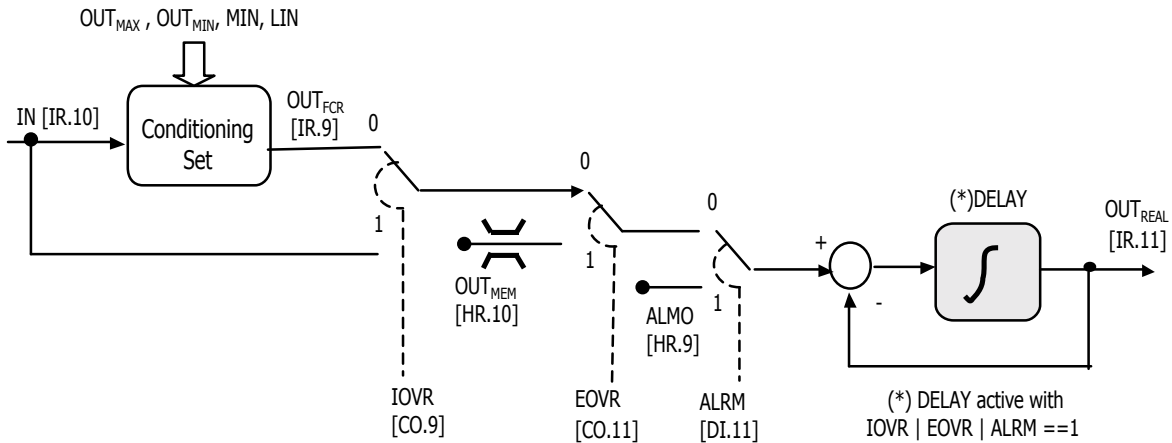 OUTMAX , OUTMIN, MIN, LIN
IN [IR.10]
Conditioning
Set
OUTFCR
[IR.9]
0
1
OUTMEM
[HR.10]
0
1
ALMO
[HR.9]
0
1
IOVR
[CO.9]
EOVR
[CO.11]
ALRM
[DI.11]
+
-
(*)DELAY
OUTREAL
[IR.11]
(*) DELAY active with
IOVR | EOVR | ALRM ==1